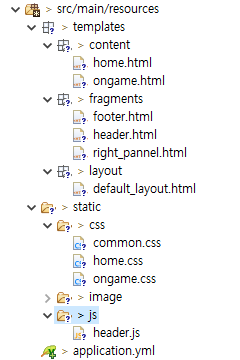 > src/main/resources
> templates
> content
> home.html
> ongame.html
> fragments
> footer.html
> header.html
> right_pannel.html
> layout
> default_layout.html
> static
> css
> common.css
> home.css
> ongame.css
> image
> js
> header.js
> application.yml